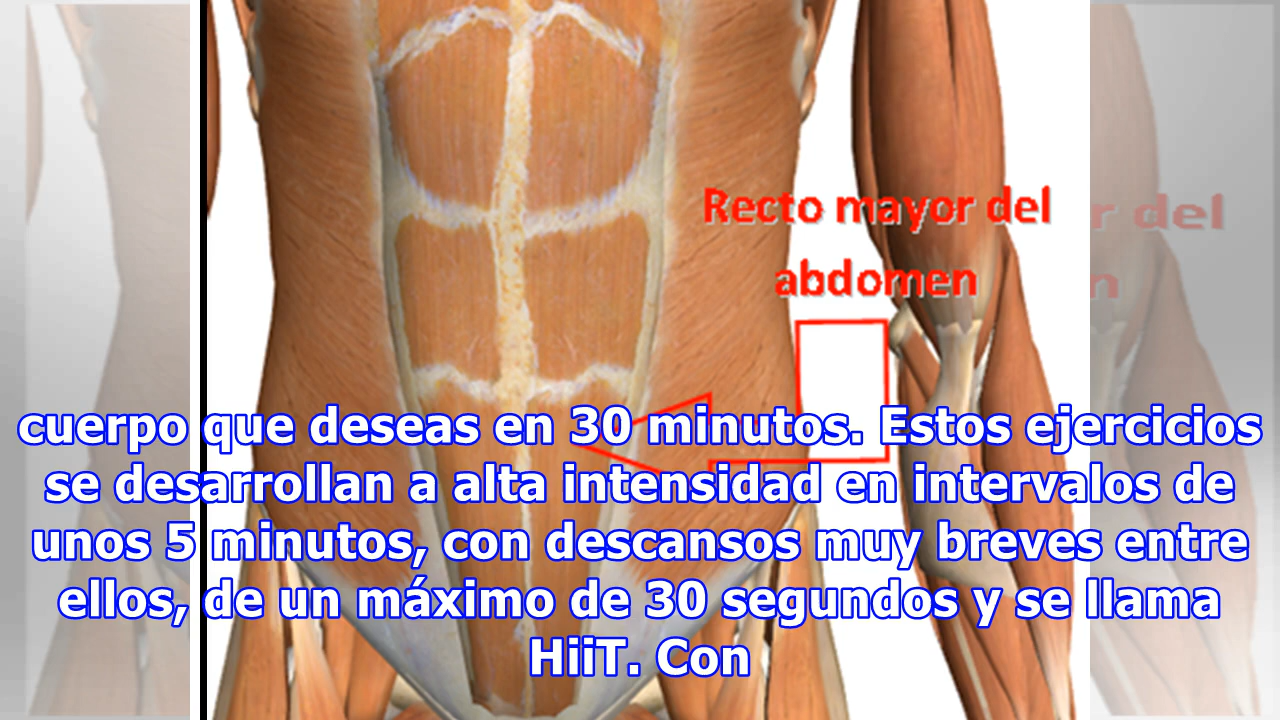 Recto mayor del
abdomen
r del
n
cuerpo que deseas en 30 minutos. Estos ejercicios
se desarrollan a alta intensidad en intervalos de
unos 5 minutos, con descansos muy breves entre
ellos, de un máximo de 30 segundos y se llama
HiiT. Con